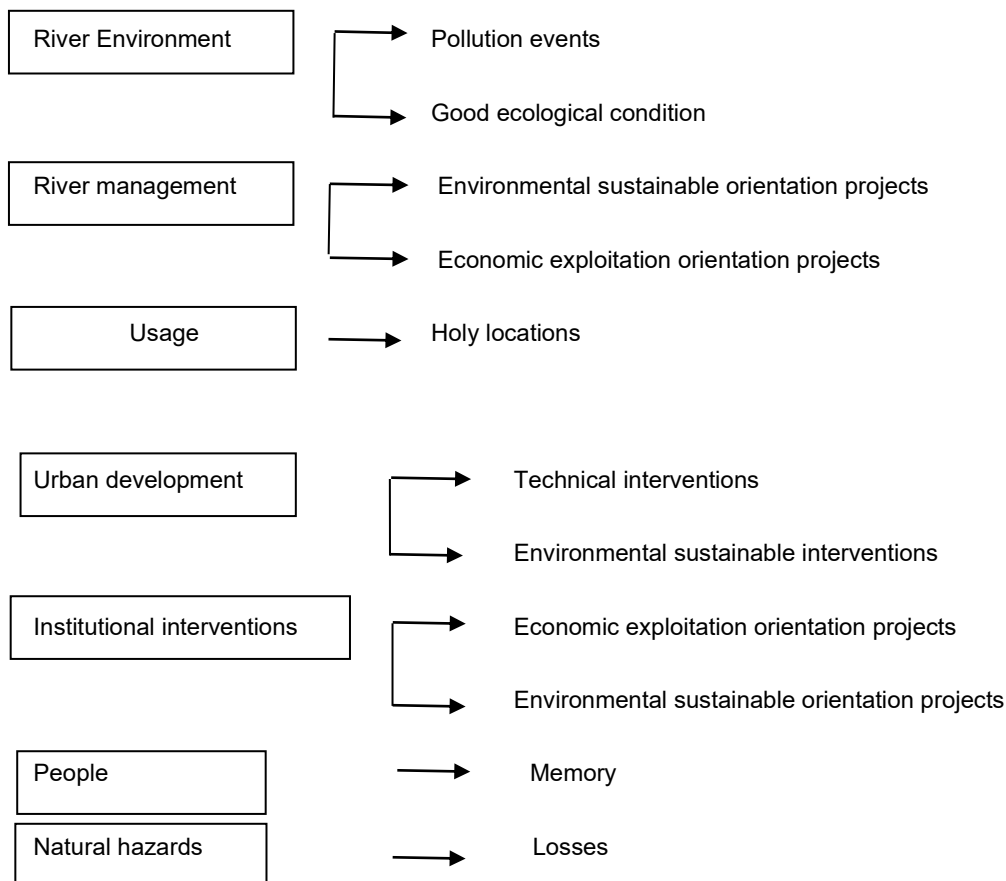 River Environment
Pollution events
Good ecological condition
River management
Environmental sustainable orientation projects
Economic exploitation orientation projects
Usage
Holy locations
Urban development
Technical interventions
Environmental sustainable interventions
Institutional interventions
Economic exploitation orientation projects
Environmental sustainable orientation projects
People
Memory
Natural hazards
Losses